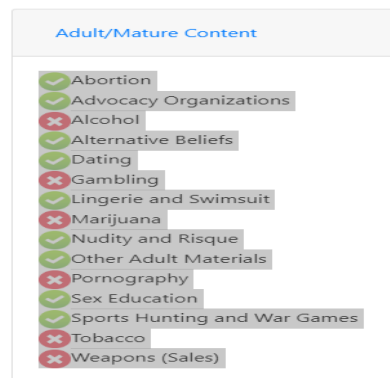 Adult/Mature Content
Abortion
Advocacy Organizations
Alcohol
Alternative Beliefs
Dating
Gambling
Lingerie and Swimsuit
Marijuana
Nudity and Risque
Other Adult Materials
Pornography
Sex Education
Sports Hunting and War Games
Tobacco
Weapons (Sales)